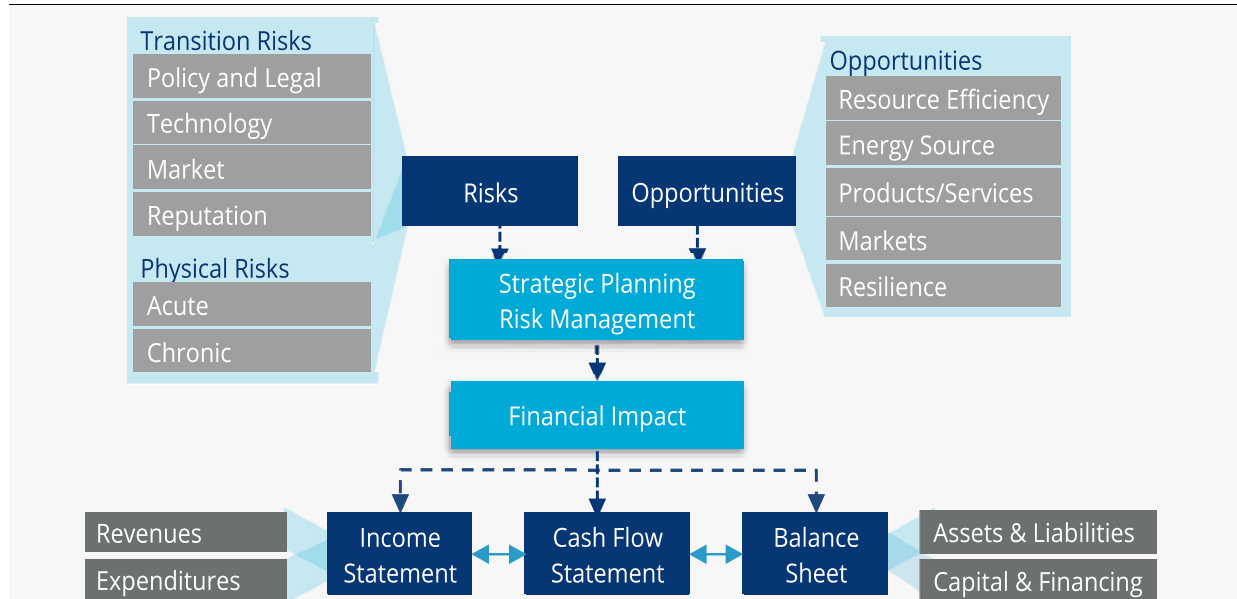 Transition Risks
Policy and Legal
Technology
Market
Reputation
Physical Risks
Acute
Chronic
Risks
Opportunities
Opportunities
Resource Efficiency
Energy Source
Products/Services
Markets
Resilience
Strategic Planning
Risk Management
Financial Impact
Revenues
Expenditures
Income
Statement
Cash Flow
Statement
Balance
Sheet
Assets & Liabilities
Capital & Financing